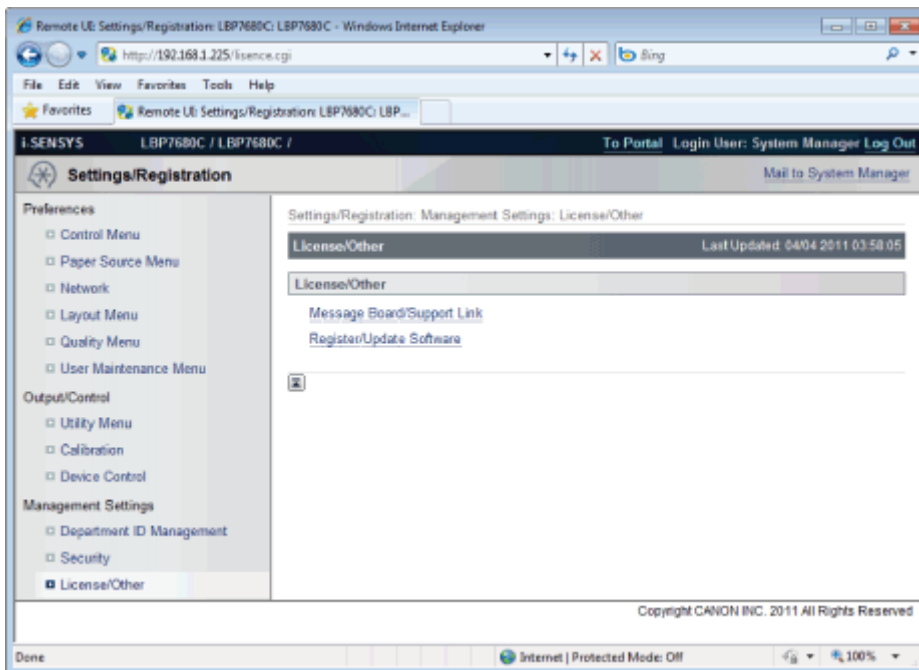 Remote UI: Settings/Registration: LBP7680C: LBP7680C - Windows Internet Explorer
http://192.168.1.225/lisence.cgi
Bing
File Edit View Favorites Tools Help
Favorites Remote UI: Settings/Registration: LBP7680C: LBP...
i-SENSYS LBP7680C / LBP7680C / To Portal Login User: System Manager Log Out
Settings/Registration Mail to System Manager
Preferences
Control Menu
Paper Source Menu
Network
Layout Menu
Quality Menu
User Maintenance Menu
Output/Control
Utility Menu
Calibration
Device Control
Management Settings
Department ID Management
Security
License/Other
Settings/Registration: Management Settings: License/Other
License/Other Last Updated: 04/04 2011 03:58:05
License/Other
Message Board/Support Link
Register/Update Software
Copyright CANON INC. 2011 All Rights Reserved
Done Internet | Protected Mode: Off 100%